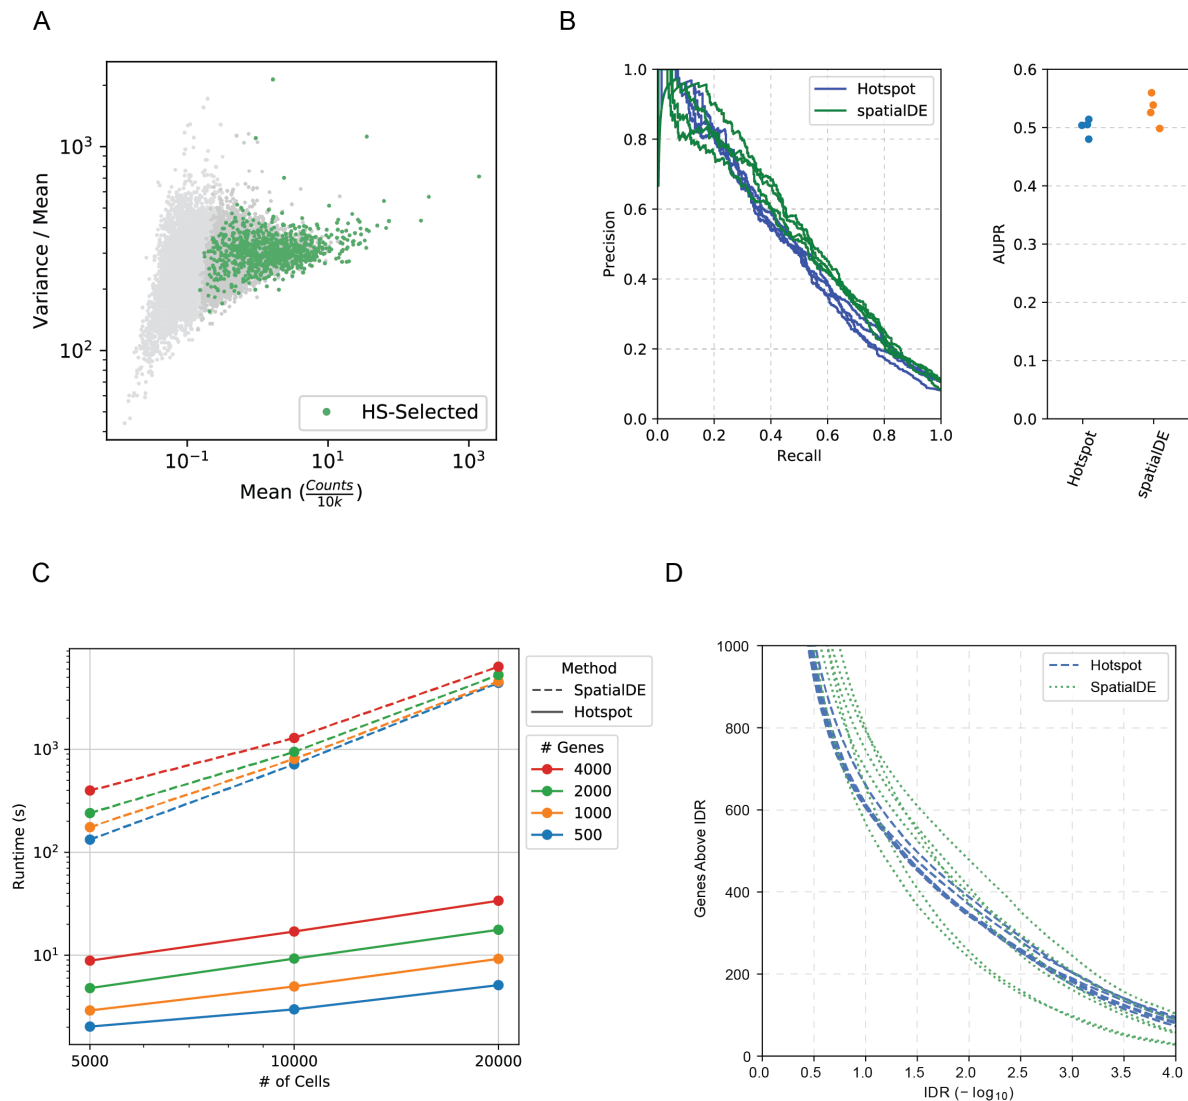 A
10³
10²
Variance / Mean
HS-Selected
10⁻¹
10¹
10³
Mean (Counts/10k)
B
1.0
0.8
0.6
0.4
0.2
0.0
Precision
Hotspot
spatialDE
0.0
0.2
0.4
0.6
0.8
1.0
Recall
0.6
0.5
0.4
0.3
0.2
0.1
0.0
AUPR
Hotspot
spatialDE
C
10³
10²
10¹
Runtime (s)
5000
10000
20000
# of Cells
Method
SpatialDE
Hotspot
# Genes
4000
2000
1000
500
D
1000
800
600
400
200
0
Genes Above IDR
Hotspot
SpatialDE
0.0
0.5
1.0
1.5
2.0
2.5
3.0
3.5
4.0
IDR (− log₁₀)